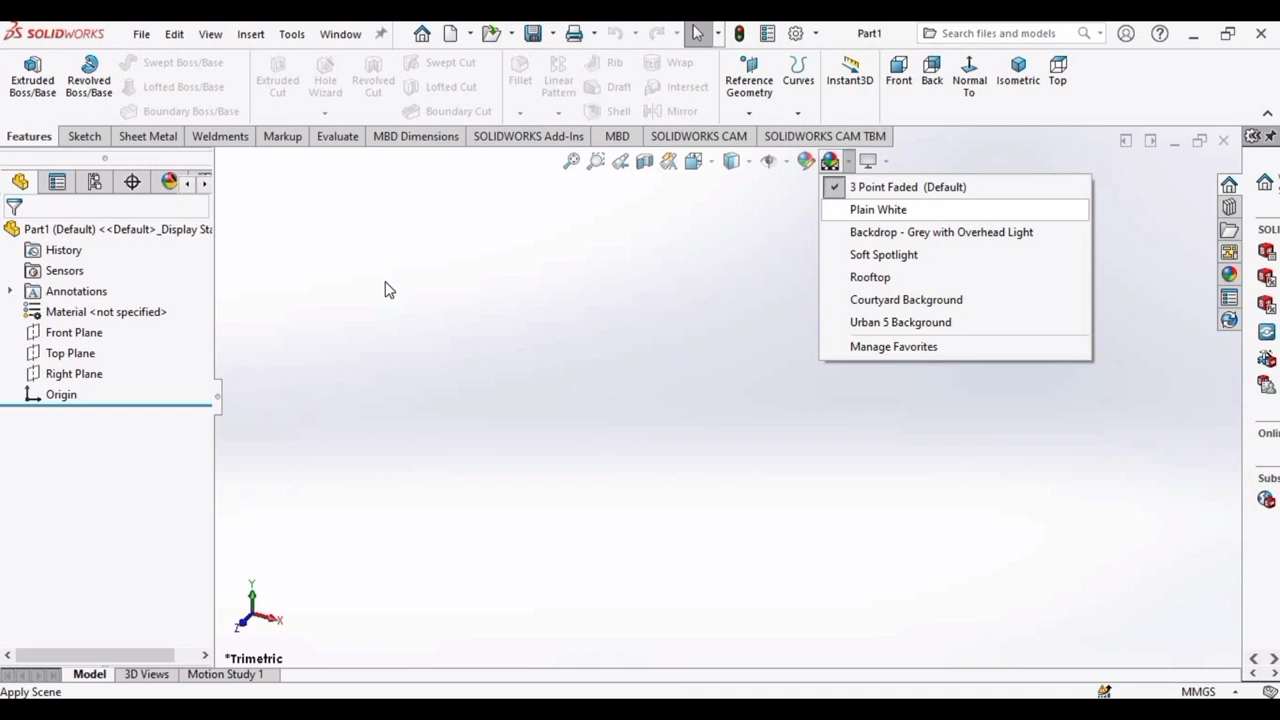 SOLIDWORKS File Edit View Insert Tools Window Part1 Search files and models
Extruded Boss/Base
Revolved Boss/Base
Swept Boss/Base
Lofted Boss/Base
Boundary Boss/Base
Extruded Cut
Hole Wizard
Revolved Cut
Swept Cut
Lofted Cut
Boundary Cut
Fillet
Linear Pattern
Rib
Draft
Shell
Wrap
Intersect
Mirror
Reference Geometry
Curves
Instant3D
Front
Back
Normal To
Isometric
Top
Features Sketch Sheet Metal Weldments Markup Evaluate MBD Dimensions SOLIDWORKS Add-Ins MBD SOLIDWORKS CAM SOLIDWORKS CAM TBM
Part1 (Default) <<Default>_Display Sta
History
Sensors
Annotations
Material <not specified>
Front Plane
Top Plane
Right Plane
Origin
3 Point Faded (Default)
Plain White
Backdrop - Grey with Overhead Light
Soft Spotlight
Rooftop
Courtyard Background
Urban 5 Background
Manage Favorites
SOLI
Onlin
Subs
Y
X
Z
*Trimetric
Model 3D Views Motion Study 1
Apply Scene MMGS